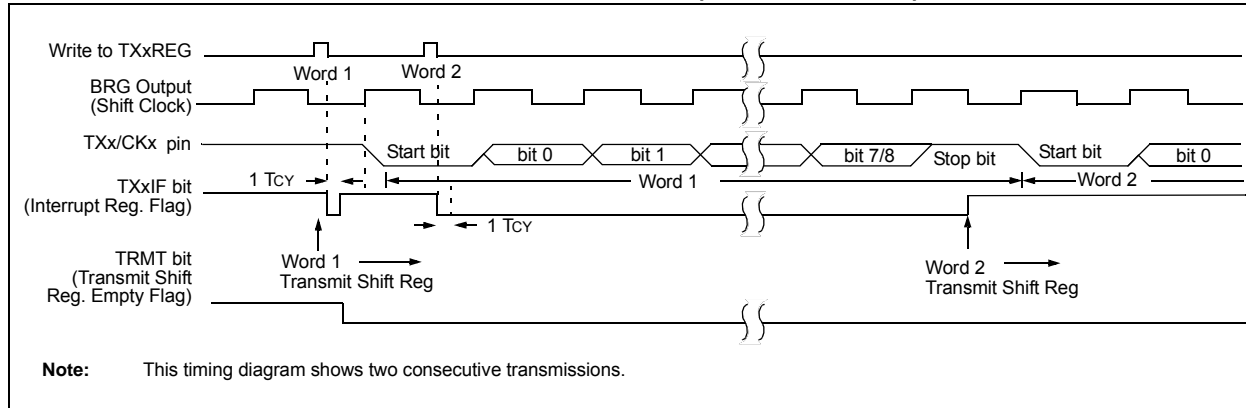 Write to TXxREG
Word 1
Word 2
BRG Output
(Shift Clock)
TXx/CKx pin
Start bit
bit 0
bit 1
bit 7/8
Stop bit
Start bit
bit 0
1 TCY
Word 1
Word 2
TXxIF bit
(Interrupt Reg. Flag)
1 TCY
TRMT bit
(Transmit Shift
Reg. Empty Flag)
Word 1
Transmit Shift Reg
Word 2
Transmit Shift Reg
Note: This timing diagram shows two consecutive transmissions.